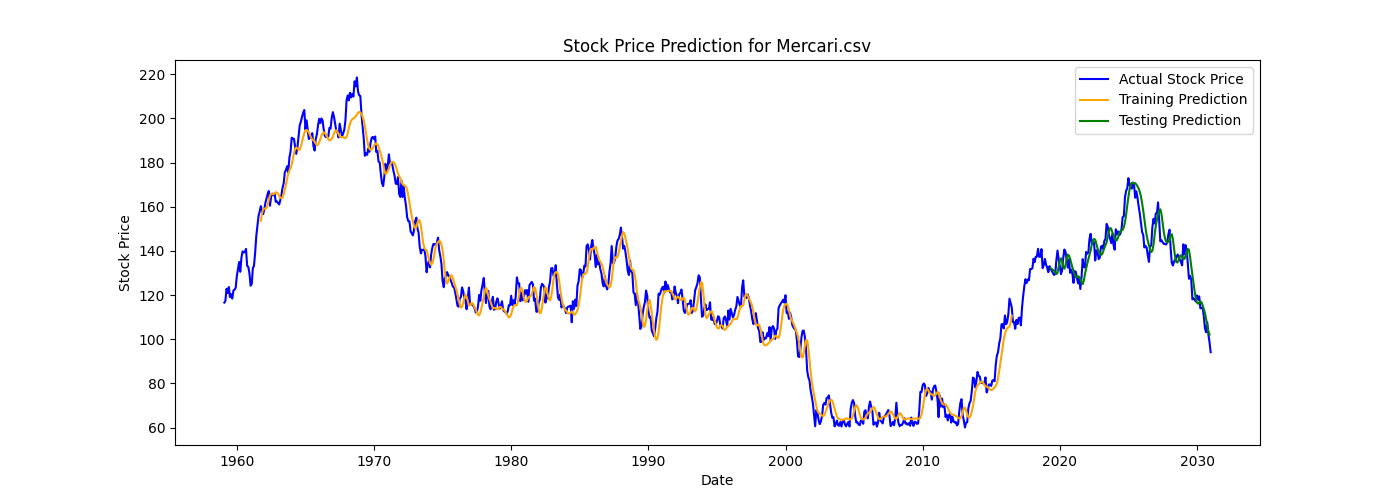 Stock Price Prediction for Mercari.csv
Actual Stock Price
Training Prediction
Testing Prediction
Stock Price
220
200
180
160
140
120
100
80
60
1960
1970
1980
1990
2000
2010
2020
2030
Date